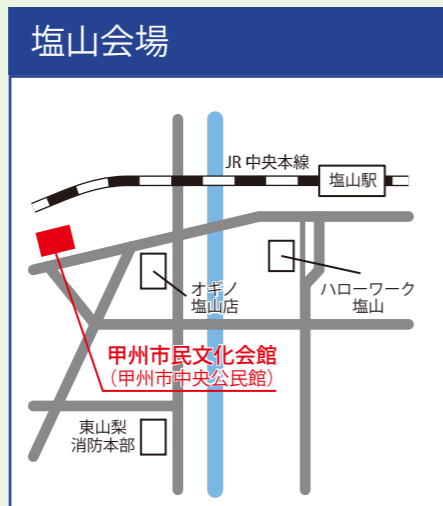 塩山会場
JR 中央本線
塩山駅
オギノ
塩山店
ハローワーク
塩山
甲州市民文化会館
（甲州市中央公民館）
東山梨
消防本部